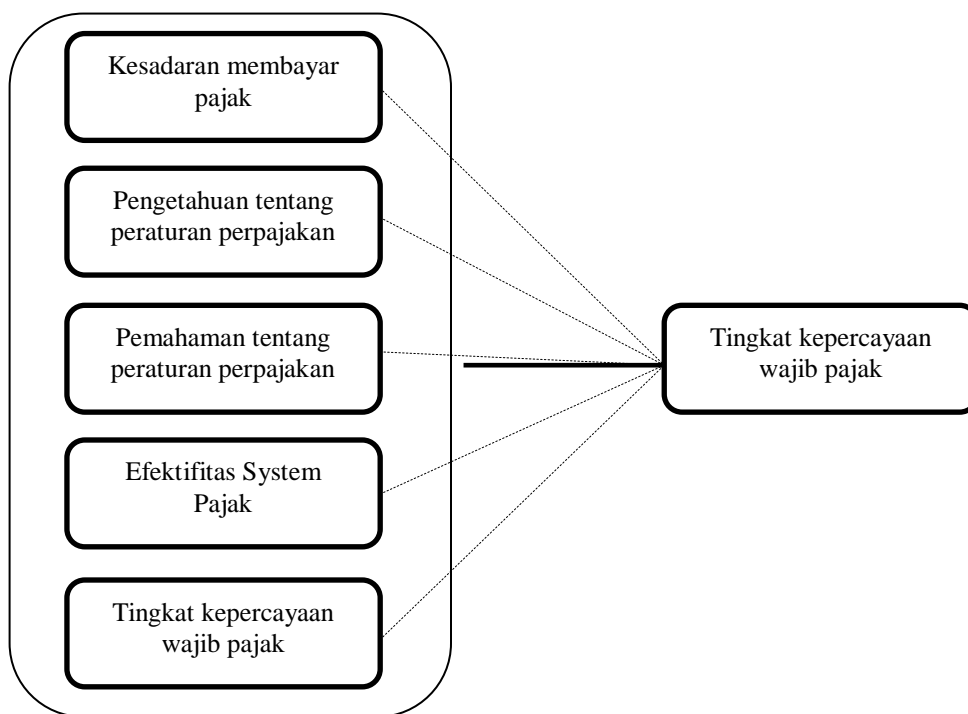 Kesadaran membayar
pajak
Pengetahuan tentang
peraturan perpajakan
Pemahaman tentang
peraturan perpajakan
Efektifitas System
Pajak
Tingkat kepercayaan
wajib pajak
Tingkat kepercayaan
wajib pajak